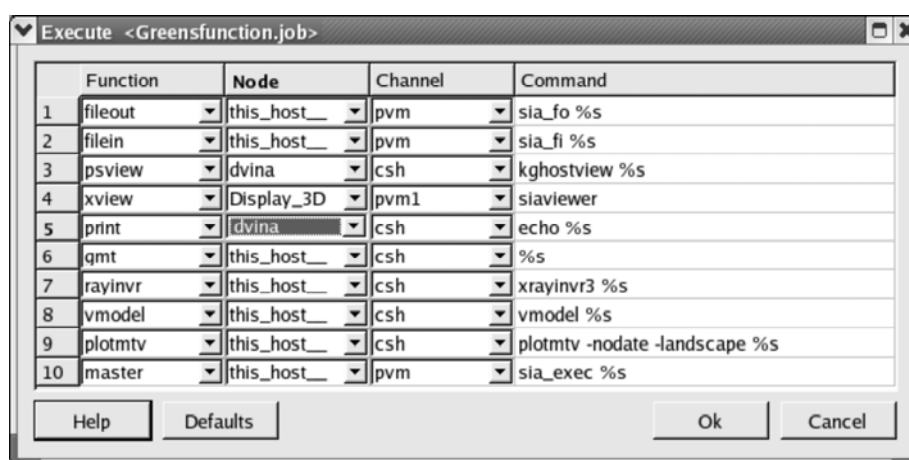 Execute <Greensfunction.job>
Function Node Channel Command
1 fileout this_host__ pvm sia_fo %s
2 filein this_host__ pvm sia_fi %s
3 psview dvina csh kghostview %s
4 xview Display_3D pvm1 siaviewer
5 print dvina csh echo %s
6 gmt this_host__ csh %s
7 rayinvr this_host__ csh xrayinvr3 %s
8 vmodel this_host__ csh vmodel %s
9 plotmtv this_host__ csh plotmtv -nodate -landscape %s
10 master this_host__ pvm sia_exec %s
Help Defaults Ok Cancel